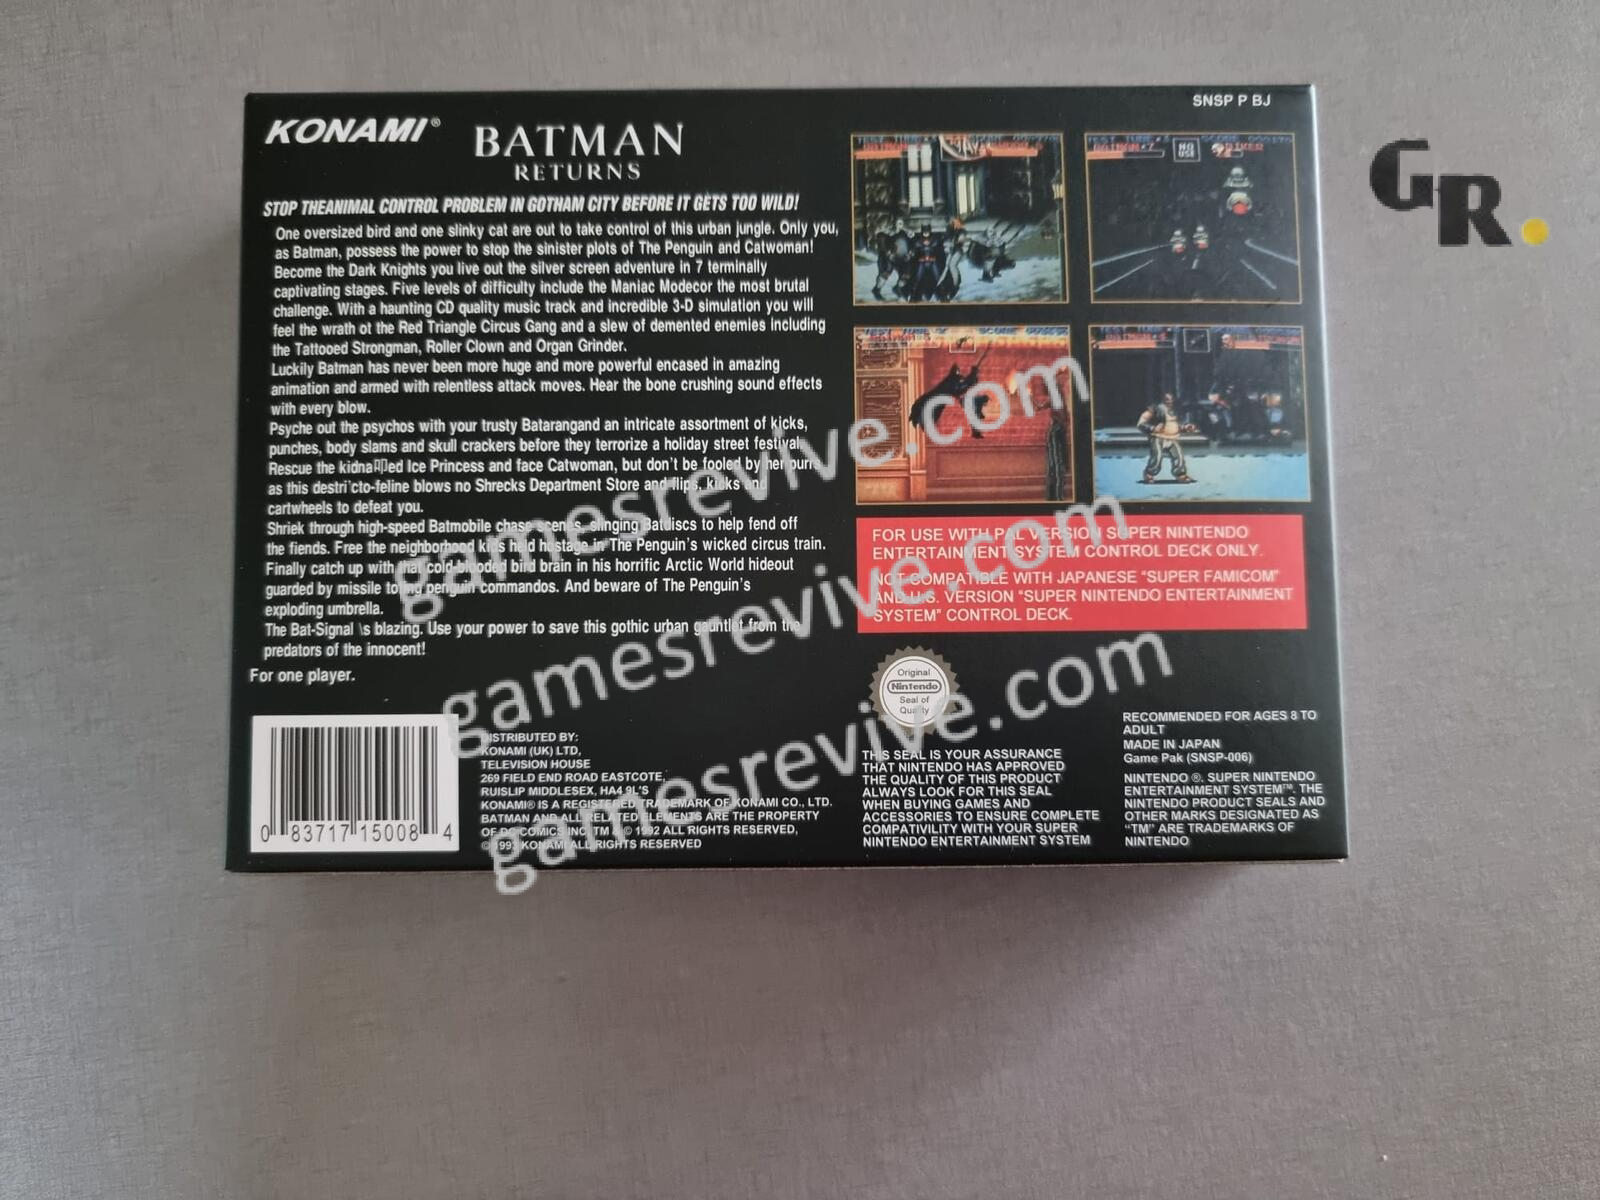 SNSP P BJ
KONAMI®
BATMAN
RETURNS
STOP THEANIMAL CONTROL PROBLEM IN GOTHAM CITY BEFORE IT GETS TOO WILD!
One oversized bird and one slinky cat are out to take control of this urban jungle. Only you,
as Batman, possess the power to stop the sinister plots of The Penguin and Catwoman!
Become the Dark Knights you live out the silver screen adventure in 7 terminally
captivating stages. Five levels of difficulty include the Maniac Modecor the most brutal
challenge. With a haunting CD quality music track and incredible 3-D simulation you will
feel the wrath ot the Red Triangle Circus Gang and a slew of demented enemies including
the Tattooed Strongman, Roller Clown and Organ Grinder.
Luckily Batman has never been more huge and more powerful encased in amazing
animation and armed with relentless attack moves. Hear the bone crushing sound effects
with every blow.
Psyche out the psychos with your trusty Batarangand an intricate assortment of kicks,
punches, body slams and skull crackers before they terrorize a holiday street festival.
Rescue the ed Ice Princess and face Catwoman, but don't be fooled by her purrs
as this destri'cto-feline blows no Shrecks Department Store and flips, kicks and
cartwheels to defeat you.
Shriek through high-speed Batmobile chase scenes, slinging Batdiscs to help fend off
the fiends. Free the neighborhood kids held hostage in The Penguin's wicked circus train.
Finally catch up with that cold-blooded bird brain in his horrific Arctic World hideout
guarded by missile penguin commandos. And beware of The Penguin's
exploding umbrella.
The Bat-Signal \s blazing. Use your power to save this gothic urban gauntlet from the
predators of the innocent!
For one player.
0 83717 15008 4
DISTRIBUTED BY:
KONAMI (UK) LTD,
TELEVISION HOUSE
269 FIELD END ROAD EASTCOTE,
RUISLIP MIDDLESEX, HA4 9L'S
KONAMI® IS A REGISTERED TRADEMARK OF KONAMI CO., LTD.
BATMAN AND ALL RELATED ELEMENTS ARE THE PROPERTY
OF DC COMICS INC. TM & © 1992 ALL RIGHTS RESERVED,
© 1993 KONAMI ALL RIGHTS RESERVED
NO
USE
FOR USE WITH PAL VERSION SUPER NINTENDO
ENTERTAINMENT SYSTEM CONTROL DECK ONLY.
NOT COMPATIBLE WITH JAPANESE "SUPER FAMICOM"
AND U.S. VERSION "SUPER NINTENDO ENTERTAINMENT
SYSTEM" CONTROL DECK.
Original
Nintendo
Seal of
Quality
THIS SEAL IS YOUR ASSURANCE
THAT NINTENDO HAS APPROVED
THE QUALITY OF THIS PRODUCT
ALWAYS LOOK FOR THIS SEAL
WHEN BUYING GAMES AND
ACCESSORIES TO ENSURE COMPLETE
COMPATIVILITY WITH YOUR SUPER
NINTENDO ENTERTAINMENT SYSTEM
RECOMMENDED FOR AGES 8 TO
ADULT
MADE IN JAPAN
Game Pak (SNSP-006)
NINTENDO ®. SUPER NINTENDO
ENTERTAINMENT SYSTEM™. THE
NINTENDO PRODUCT SEALS AND
OTHER MARKS DESIGNATED AS
"TM" ARE TRADEMARKS OF
NINTENDO
GR.
gamesrevive.com
gamesrevive.com
gamesrevive.com